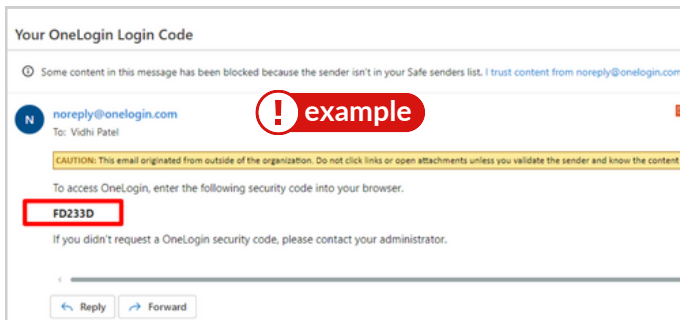 Your OneLogin Login Code
Some content in this message has been blocked because the sender isn't in your Safe senders list. I trust content from noreply@onelogin.com
N
noreply@onelogin.com
! example
To: Vidhi Patel
CAUTION: This email originated from outside of the organization. Do not click links or open attachments unless you validate the sender and know the content
To access OneLogin, enter the following security code into your browser.
FD233D
If you didn't request a OneLogin security code, please contact your administrator.
Reply Forward